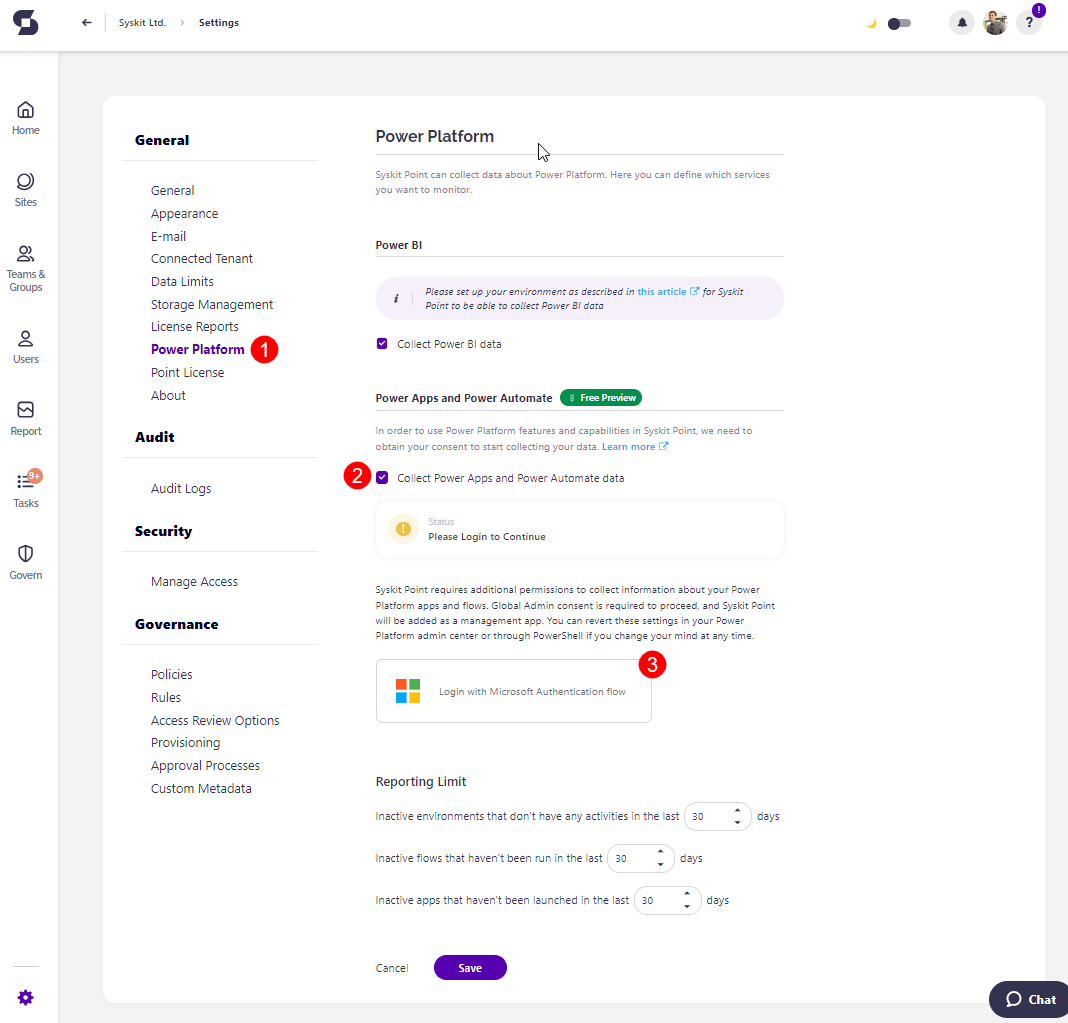 Syskit Ltd.
Settings
!
?
Home
Sites
Teams &
Groups
Users
Report
9+
Tasks
Govern
General
General
Appearance
E-mail
Connected Tenant
Data Limits
Storage Management
License Reports
Power Platform
1
Point License
About
Audit
Audit Logs
Security
Manage Access
Governance
Policies
Rules
Access Review Options
Provisioning
Approval Processes
Custom Metadata
Power Platform
Syskit Point can collect data about Power Platform. Here you can define which services
you want to monitor.
Power BI
i
Please set up your environment as described in this article for Syskit
Point to be able to collect Power BI data
Collect Power BI data
Power Apps and Power Automate
Free Preview
In order to use Power Platform features and capabilities in Syskit Point, we need to
obtain your consent to start collecting your data. Learn more
2
Collect Power Apps and Power Automate data
!
Status
Please Login to Continue
Syskit Point requires additional permissions to collect information about your Power
Platform apps and flows. Global Admin consent is required to proceed, and Syskit Point
will be added as a management app. You can revert these settings in your Power
Platform admin center or through PowerShell if you change your mind at any time.
3
Login with Microsoft Authentication flow
Reporting Limit
Inactive environments that don't have any activities in the last 30 days
Inactive flows that haven't been run in the last 30 days
Inactive apps that haven't been launched in the last 30 days
Cancel
Save
Chat